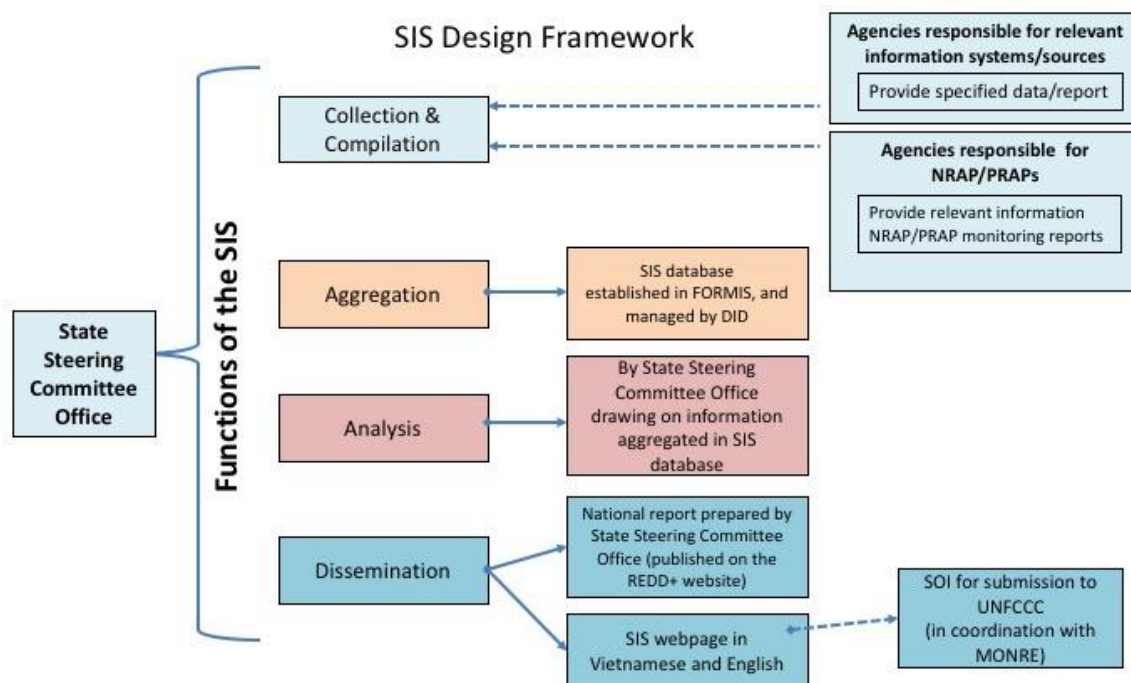 SIS Design Framework
State
Steering
Committee
Office
Functions of the SIS
Collection &
Compilation
Agencies responsible for relevant
information systems/sources
Provide specified data/report
Agencies responsible for
NRAP/PRAPs
Provide relevant information
NRAP/PRAP monitoring reports
Aggregation
SIS database
established in FORMIS, and
managed by DID
Analysis
By State Steering
Committee Office
drawing on information
aggregated in SIS
database
Dissemination
National report prepared by
State Steering Committee
Office (published on the
REDD+ website)
SIS webpage in
Vietnamese and English
SOI for submission to
UNFCCC
(in coordination with
MONRE)